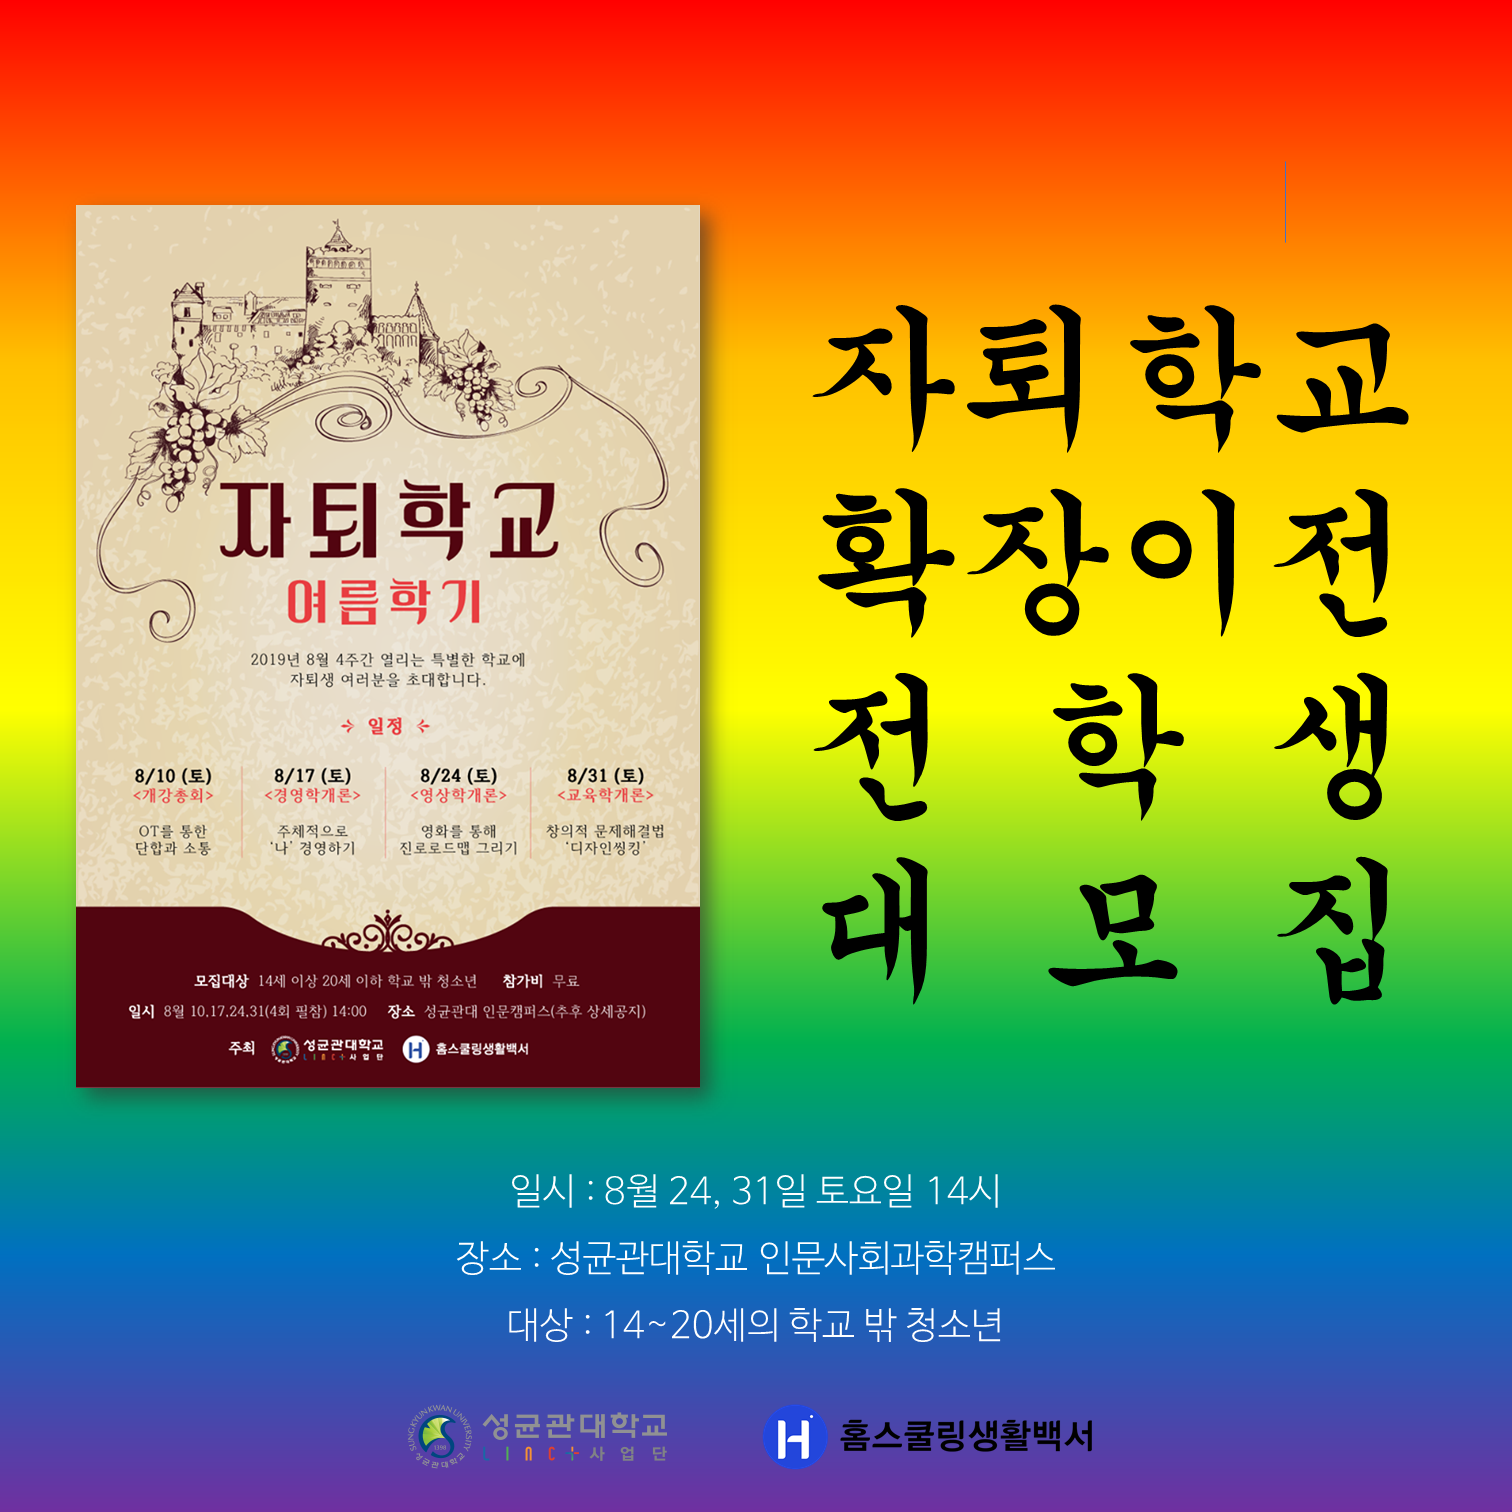 자퇴학교
여름학기
2019년 8월 4주간 열리는 특별한 학교에
자퇴생 여러분을 초대합니다.
일정
8/10 (토)
<개강총회>
OT를 통한
단합과 소통
8/17 (토)
<경영학개론>
주체적으로
‘나’ 경영하기
8/24 (토)
<영상학개론>
영화를 통해
진로로드맵 그리기
8/31 (토)
<교육학개론>
창의적 문제해결법
‘디자인씽킹’
모집대상 14세 이상 20세 이하 학교 밖 청소년 참가비 무료
일시 8월 10.17.24.31(4회 필참) 14:00 장소 성균관대 인문캠퍼스(추후 상세공지)
주최 성균관대학교 LINC+사업단 H 홈스쿨링생활백서
자퇴학교
확장이전
전학생
대모집
일시 : 8월 24, 31일 토요일 14시
장소 : 성균관대학교 인문사회과학캠퍼스
대상 : 14~20세의 학교 밖 청소년
SUNGKYUNKWAN UNIVERSITY
1398
성균관대학교
성균관대학교
LINC+사업단
H 홈스쿨링생활백서